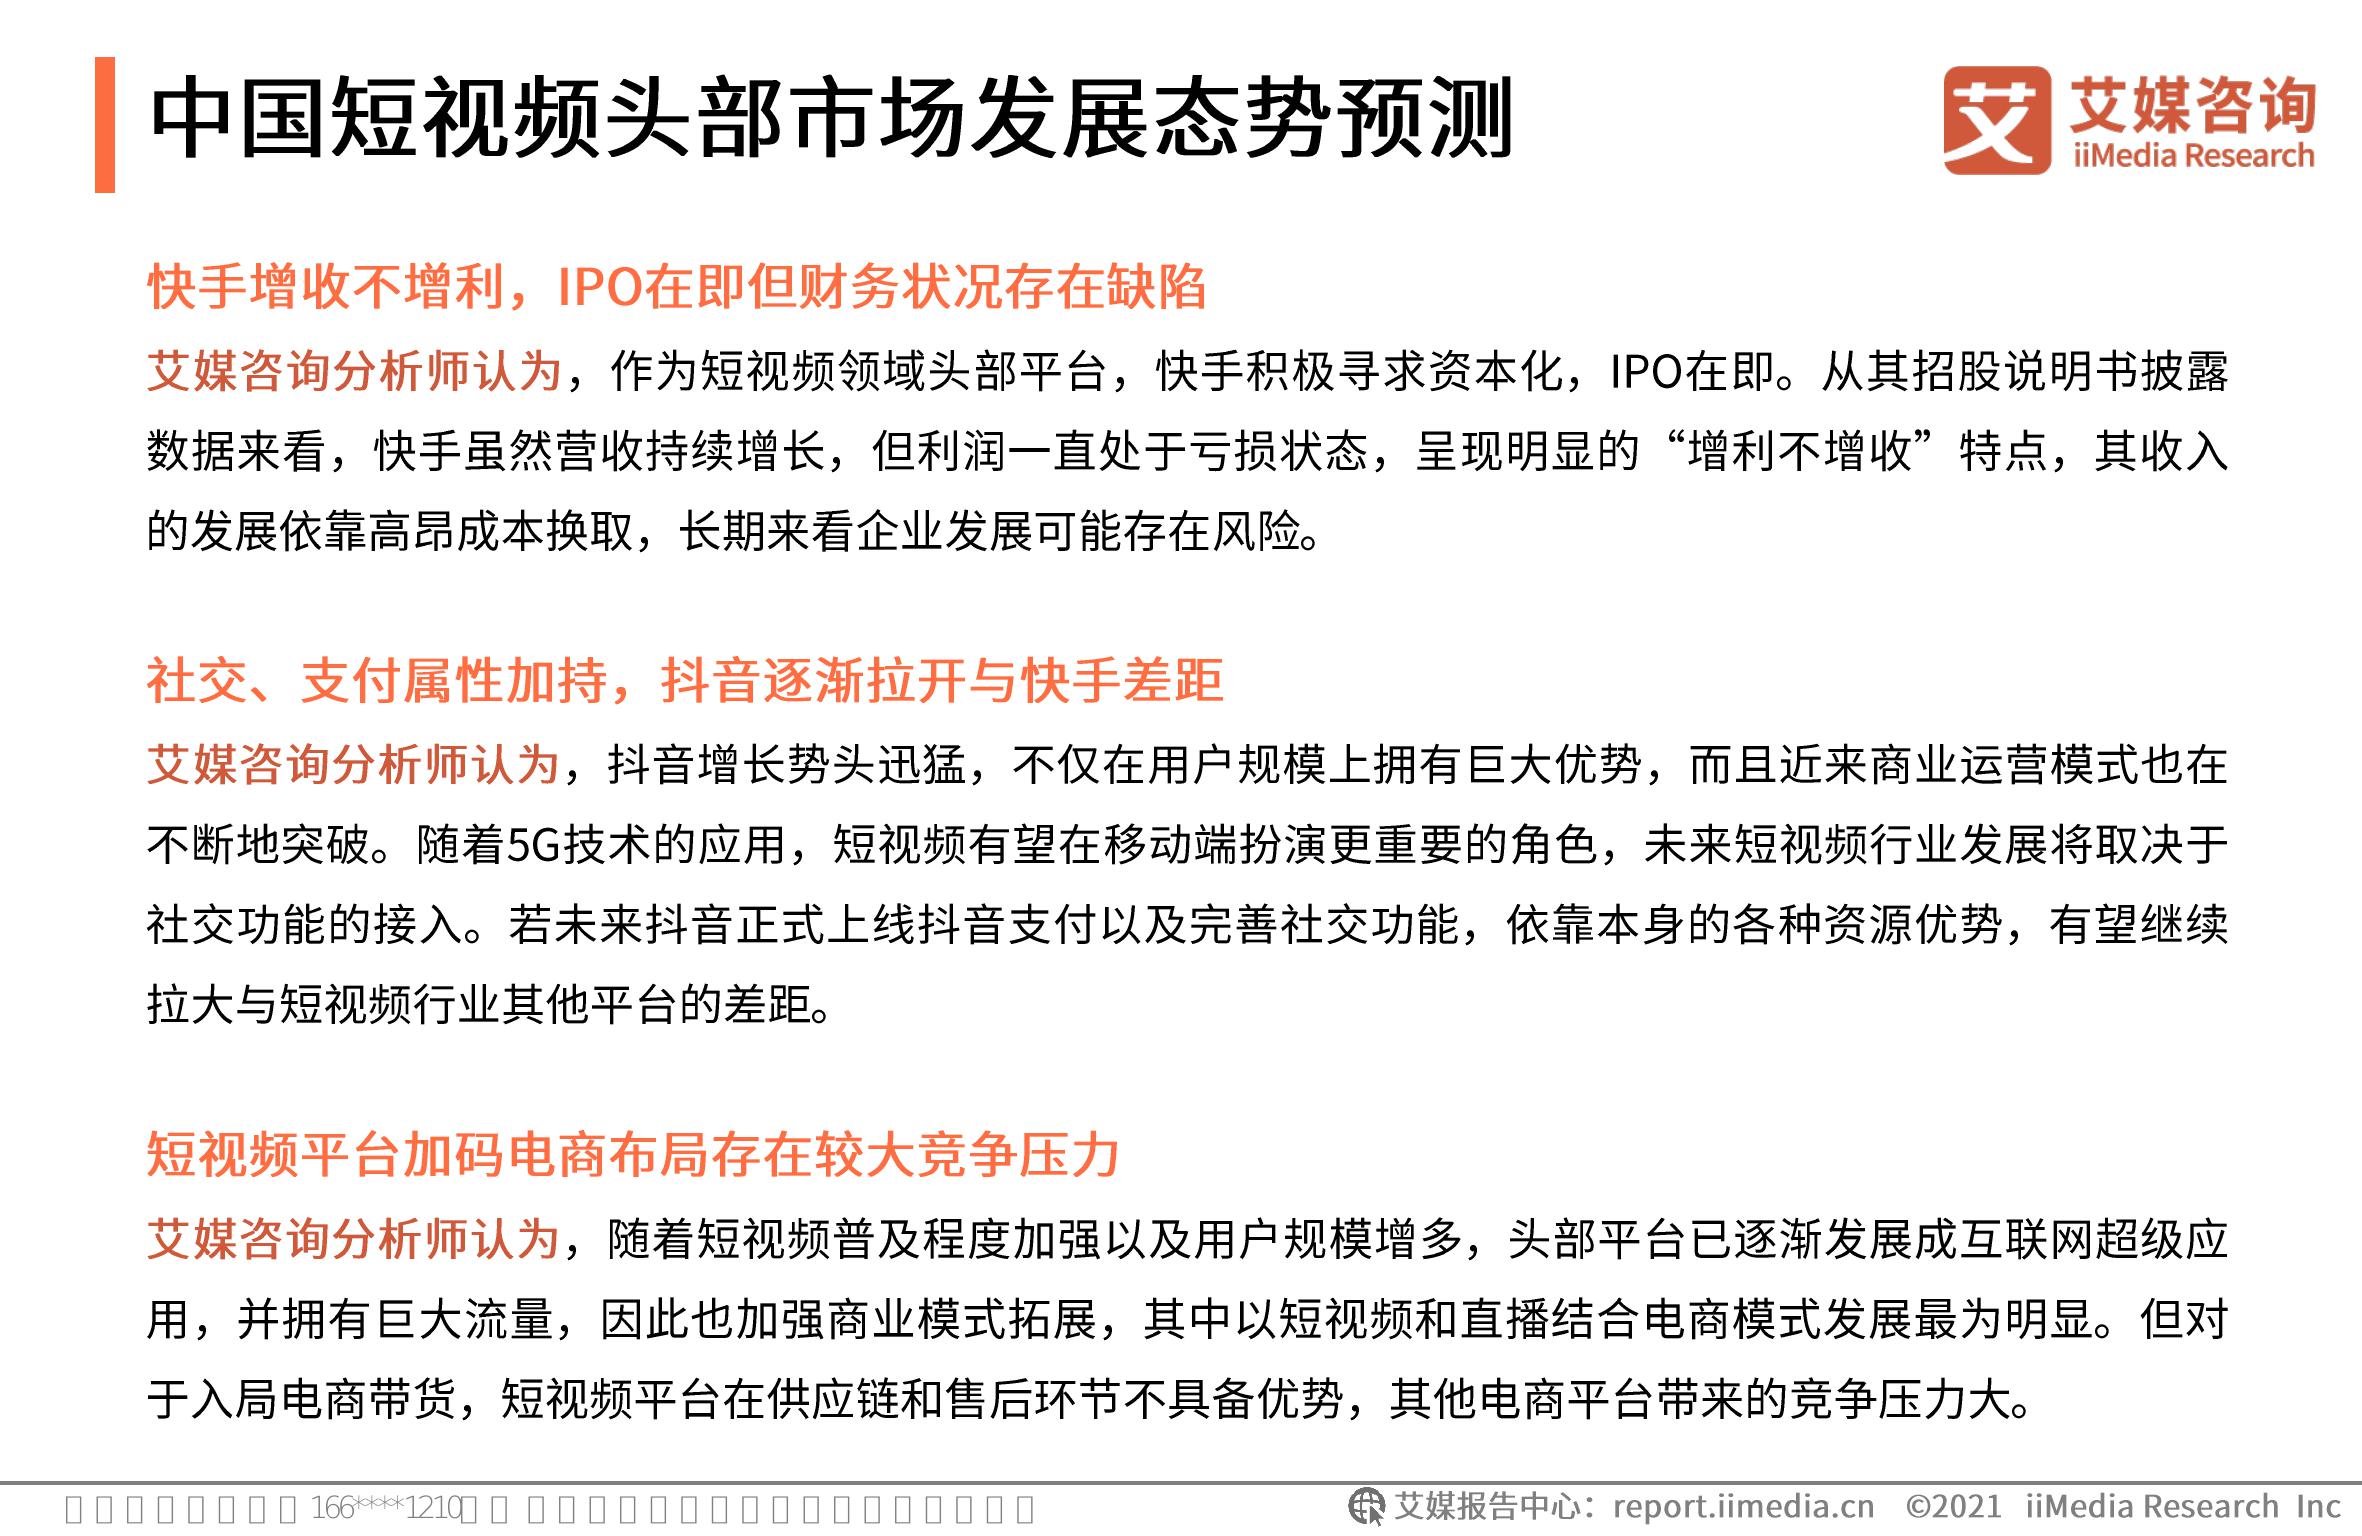 中国短视频头部市场发展态势预测
艾 艾媒咨询
iiMedia Research
快手增收不增利，IPO在即但财务状况存在缺陷
艾媒咨询分析师认为，作为短视频领域头部平台，快手积极寻求资本化，IPO在即。从其招股说明书披露
数据来看，快手虽然营收持续增长，但利润一直处于亏损状态，呈现明显的“增利不增收”特点，其收入
的发展依靠高昂成本换取，长期来看企业发展可能存在风险。
社交、支付属性加持，抖音逐渐拉开与快手差距
艾媒咨询分析师认为，抖音增长势头迅猛，不仅在用户规模上拥有巨大优势，而且近来商业运营模式也在
不断地突破。随着5G技术的应用，短视频有望在移动端扮演更重要的角色，未来短视频行业发展将取决于
社交功能的接入。若未来抖音正式上线抖音支付以及完善社交功能，依靠本身的各种资源优势，有望继续
拉大与短视频行业其他平台的差距。
短视频平台加码电商布局存在较大竞争压力
艾媒咨询分析师认为，随着短视频普及程度加强以及用户规模增多，头部平台已逐渐发展成互联网超级应
用，并拥有巨大流量，因此也加强商业模式拓展，其中以短视频和直播结合电商模式发展最为明显。但对
于入局电商带货，短视频平台在供应链和售后环节不具备优势，其他电商平台带来的竞争压力大。
166****1210
艾媒报告中心：report.iimedia.cn ©2021 iiMedia Research Inc